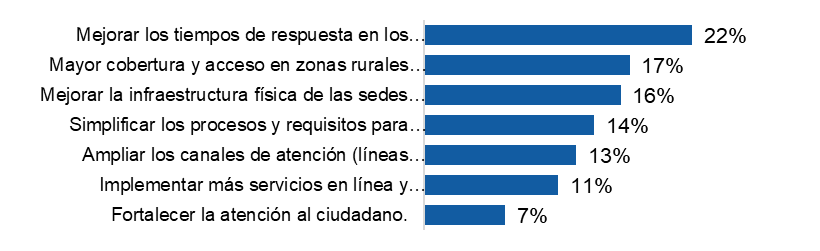 Mejorar los tiempos de respuesta en los… 22%
Mayor cobertura y acceso en zonas rurales… 17%
Mejorar la infraestructura física de las sedes… 16%
Simplificar los procesos y requisitos para… 14%
Ampliar los canales de atención (líneas… 13%
Implementar más servicios en línea y… 11%
Fortalecer la atención al ciudadano. 7%